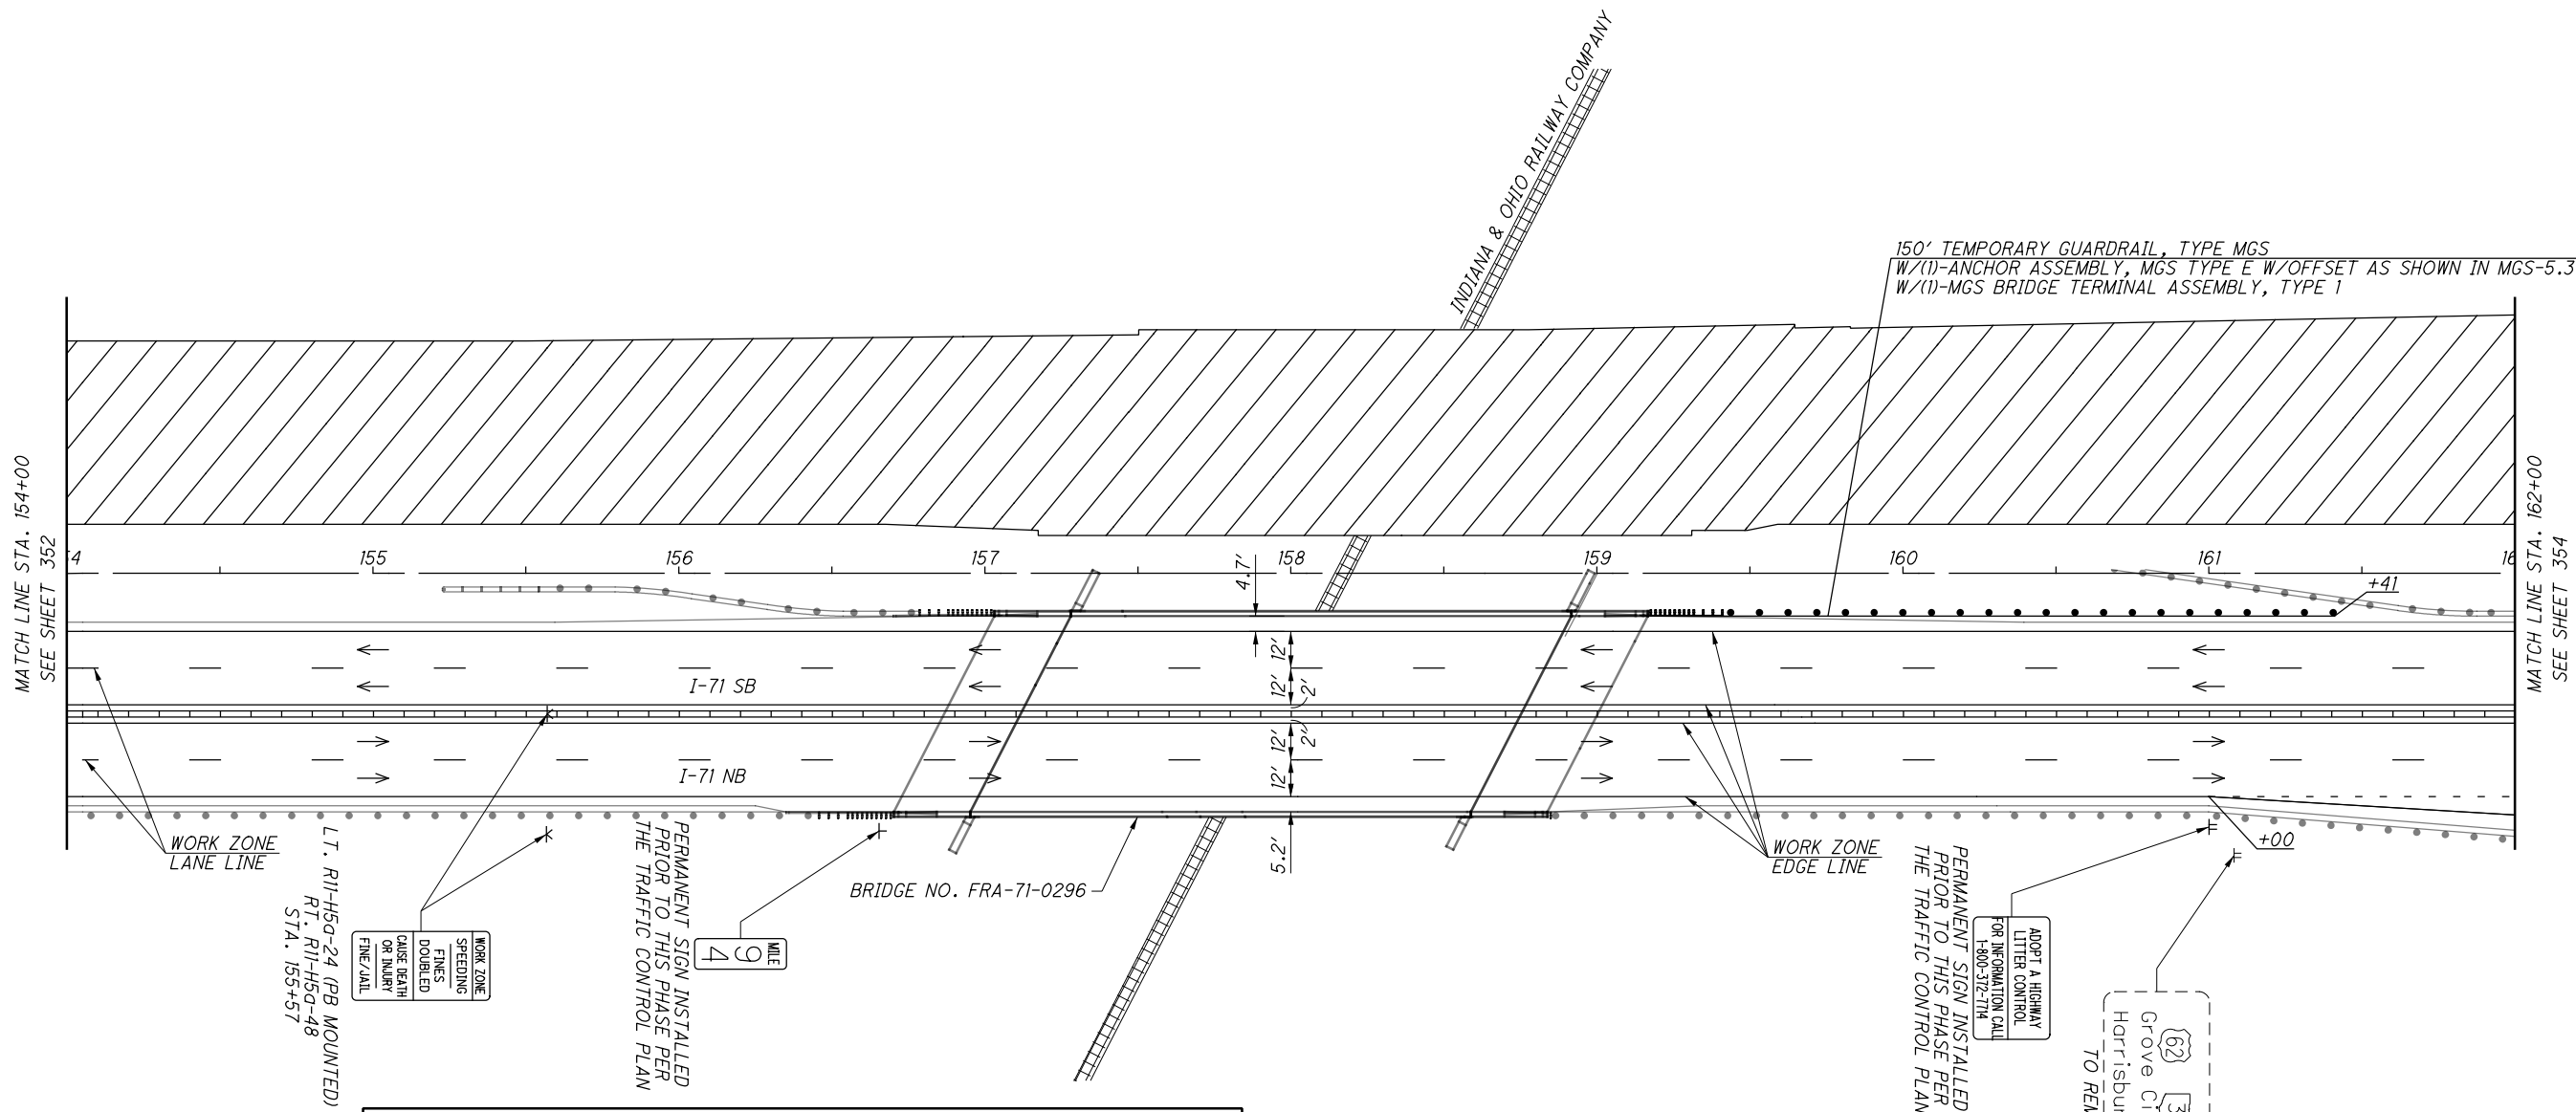 INDIANA & OHIO RAILWAY COMPANY
150' TEMPORARY GUARDRAIL, TYPE MGS
W/(1)-ANCHOR ASSEMBLY, MGS TYPE E W/OFFSET AS SHOWN IN MGS-5.3
W/(1)-MGS BRIDGE TERMINAL ASSEMBLY, TYPE 1
MATCH LINE STA. 154+00
SEE SHEET 352
155
156
157
158
159
160
161
MATCH LINE STA. 162+00
SEE SHEET 354
+41
4.7'
12'
12'
2'
I-71 SB
12'
2'
12'
I-71 NB
5.2'
WORK ZONE
LANE LINE
WORK ZONE
EDGE LINE
+00
BRIDGE NO. FRA-71-0296
LT. R11-H5a-24 (PB MOUNTED)
RT. R11-H5a-48
STA. 155+57
WORK ZONE
SPEEDING
FINES
DOUBLED
CAUSE DEATH
OR INJURY
FINE/JAIL
PERMANENT SIGN INSTALLED
PRIOR TO THIS PHASE PER
THE TRAFFIC CONTROL PLAN
MILE
9
4
PERMANENT SIGN INSTALLED
PRIOR TO THIS PHASE PER
THE TRAFFIC CONTROL PLAN
ADOPT A HIGHWAY
LITTER CONTROL
FOR INFORMATION CALL
1-800-372-7714
62 3
Grove Ci
Harrisbu
TO REM